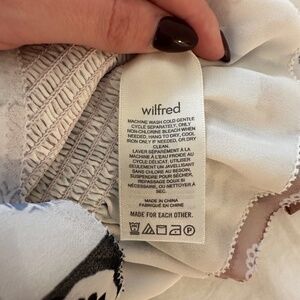 wilfred
MACHINE WASH COLD GENTLE
CYCLE SEPARATELY, ONLY
NON-CHLORINE BLEACH WHEN
NEEDED, HANG TO DRY, COOL
IRON ONLY IF NEEDED, OR DRY
CLEAN.
LAVER SÉPARÉMENT À LA
MACHINE À L'EAU FROIDE AU
CYCLE DÉLICAT. UTILISER
SEULEMENT UN JAVELLISANT
SANS CHLORE AU BESOIN,
SUSPENDRE POUR SÉCHER,
REPASSAGE DOUX SI
NÉCESSAIRE, OU NETTOYER À
SEC.
MADE IN CHINA
FABRIQUÉ EN CHINE
MADE FOR EACH OTHER.
P